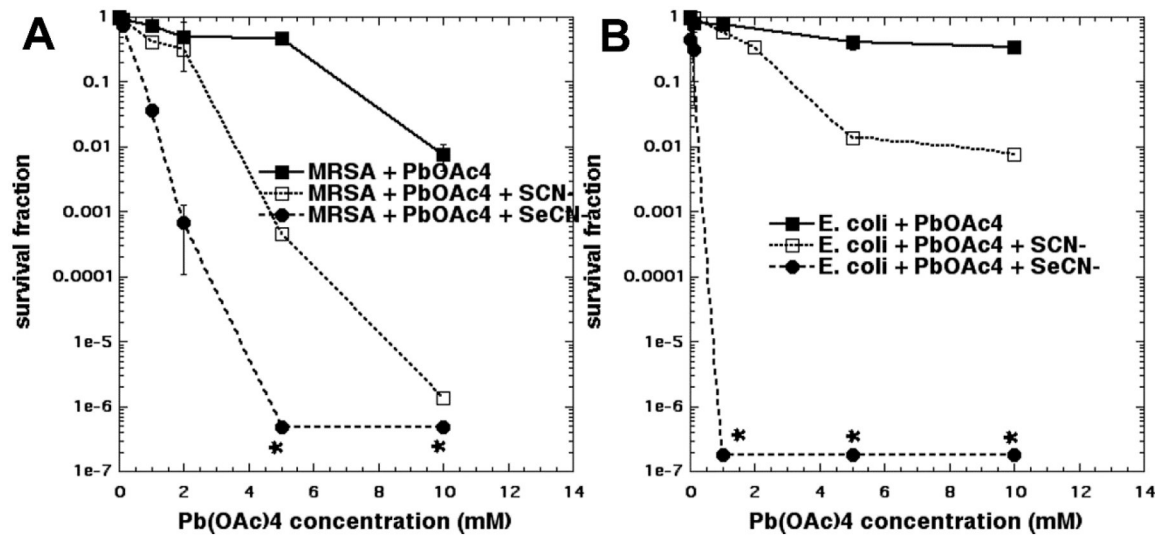 A
1
0.1
0.01
0.001
0.0001
1e-5
1e-6
1e-7
survival fraction
MRSA + PbOAc4
MRSA + PbOAc4 + SCN-
MRSA + PbOAc4 + SeCN-
* *
0 2 4 6 8 10 12 14
Pb(OAc)4 concentration (mM)
B
1
0.1
0.01
0.001
0.0001
1e-5
1e-6
1e-7
survival fraction
E. coli + PbOAc4
E. coli + PbOAc4 + SCN-
E. coli + PbOAc4 + SeCN-
* * *
0 2 4 6 8 10 12 14
Pb(OAc)4 concentration (mM)